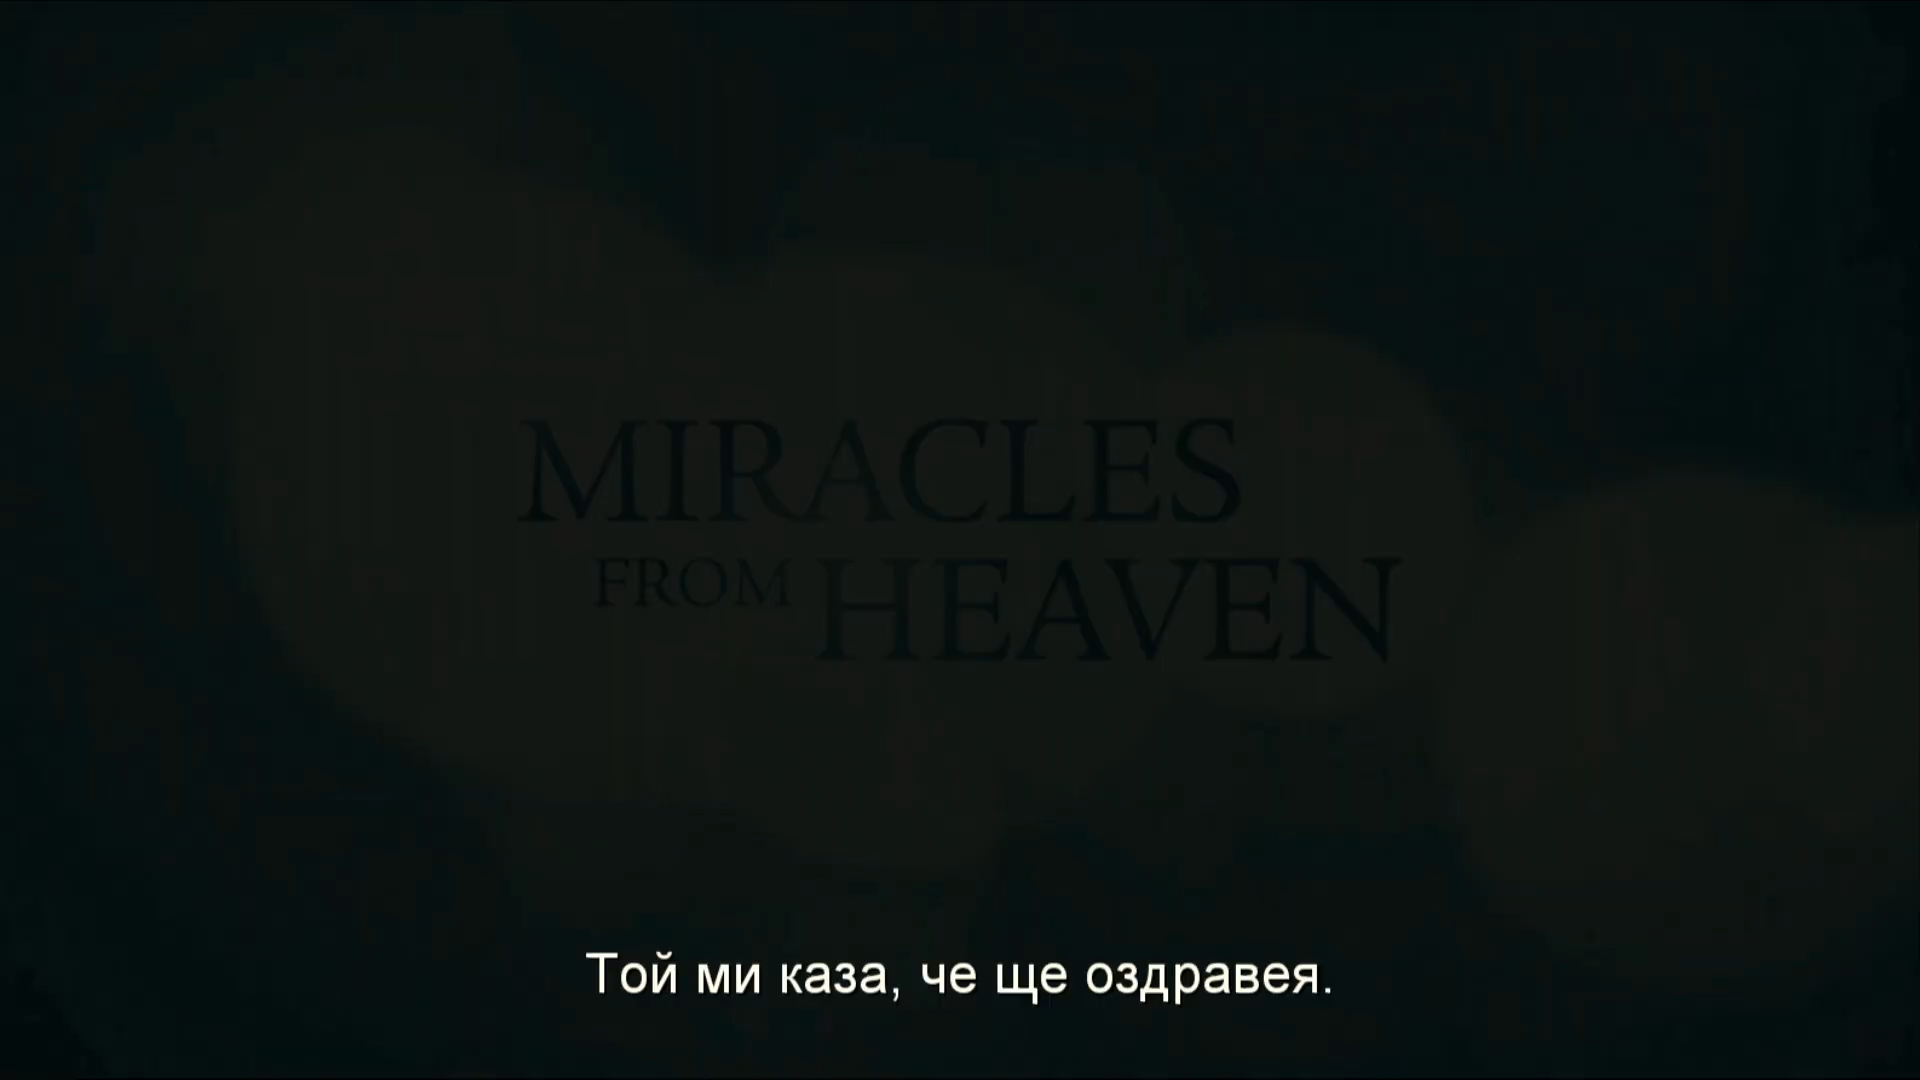 MIRACLES
FROM HEAVEN
Той ми каза, че ще оздравея.